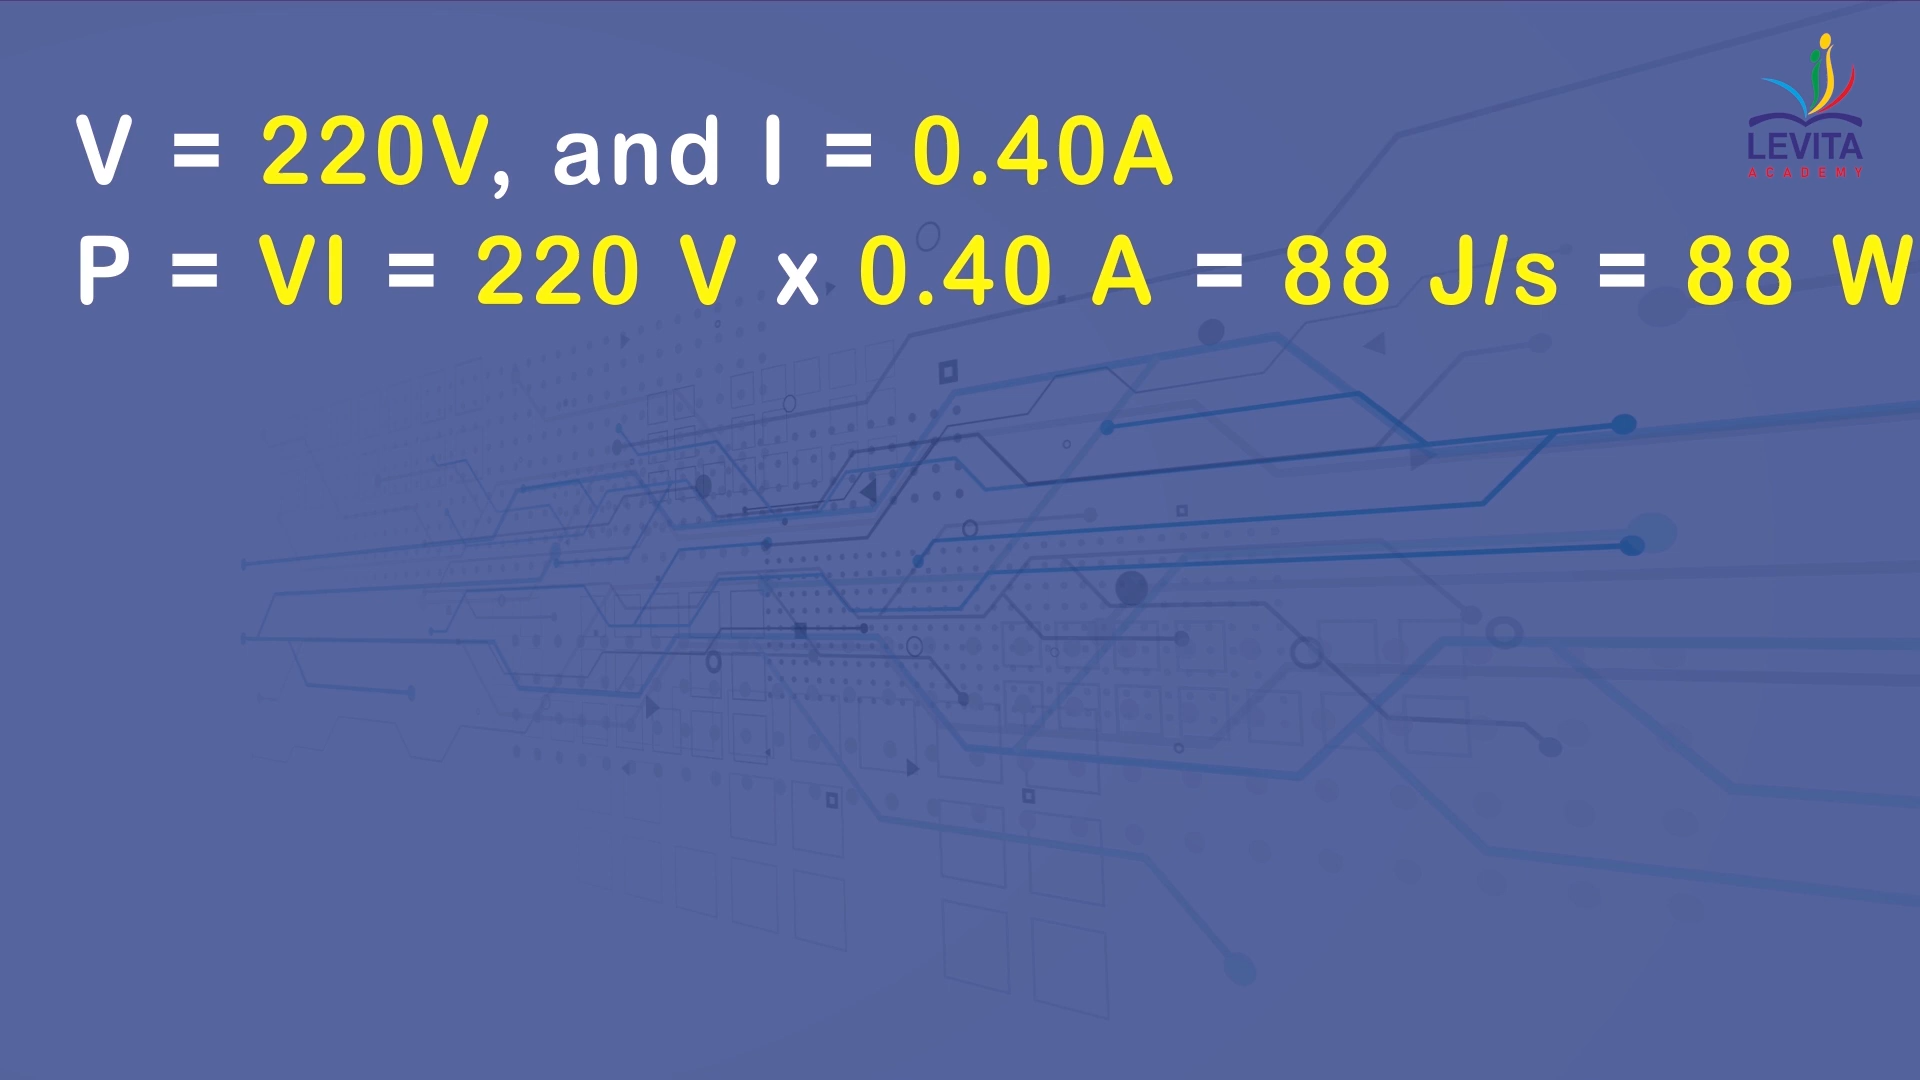 LEVITA
ACADEMY
V = 220V, and I = 0.40A
P = VI = 220 V x 0.40 A = 88 J/s = 88 W